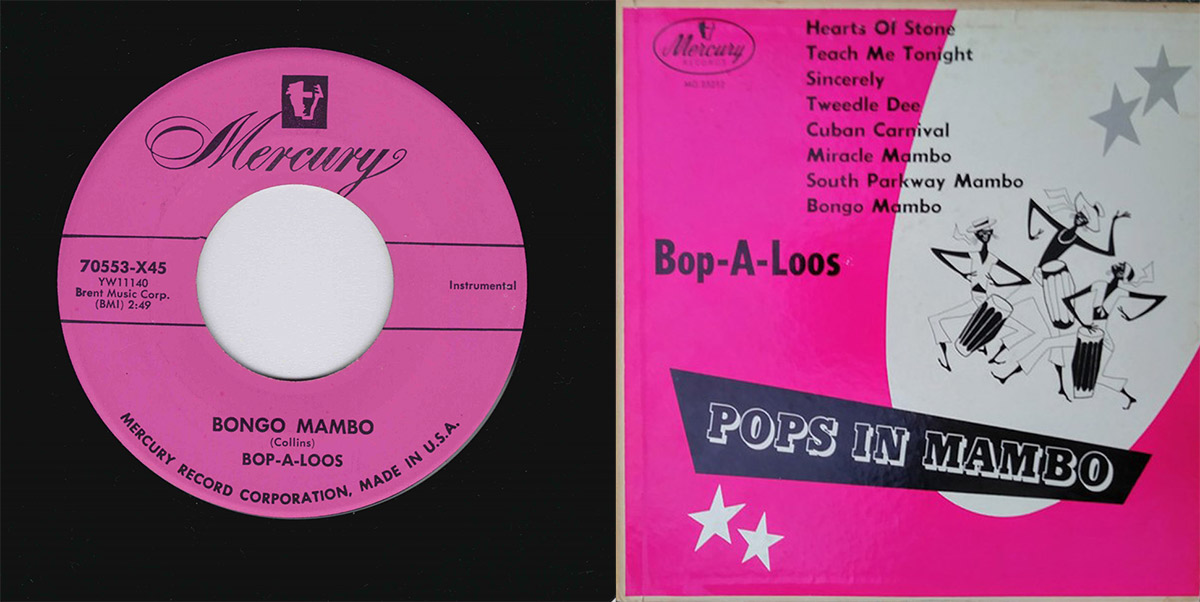 Mercury
70553-X45
YW11140
Brent Music Corp.
(BMI) 2:49
Instrumental
BONGO MAMBO
(Collins)
BOP-A-LOOS
MERCURY RECORD CORPORATION, MADE IN U.S.A.
Mercury
RECORDS
Hearts Of Stone
Teach Me Tonight
Sincerely
Tweedle Dee
Cuban Carnival
Miracle Mambo
South Parkway Mambo
Bongo Mambo
Bop-A-Loos
POPS IN MAMBO